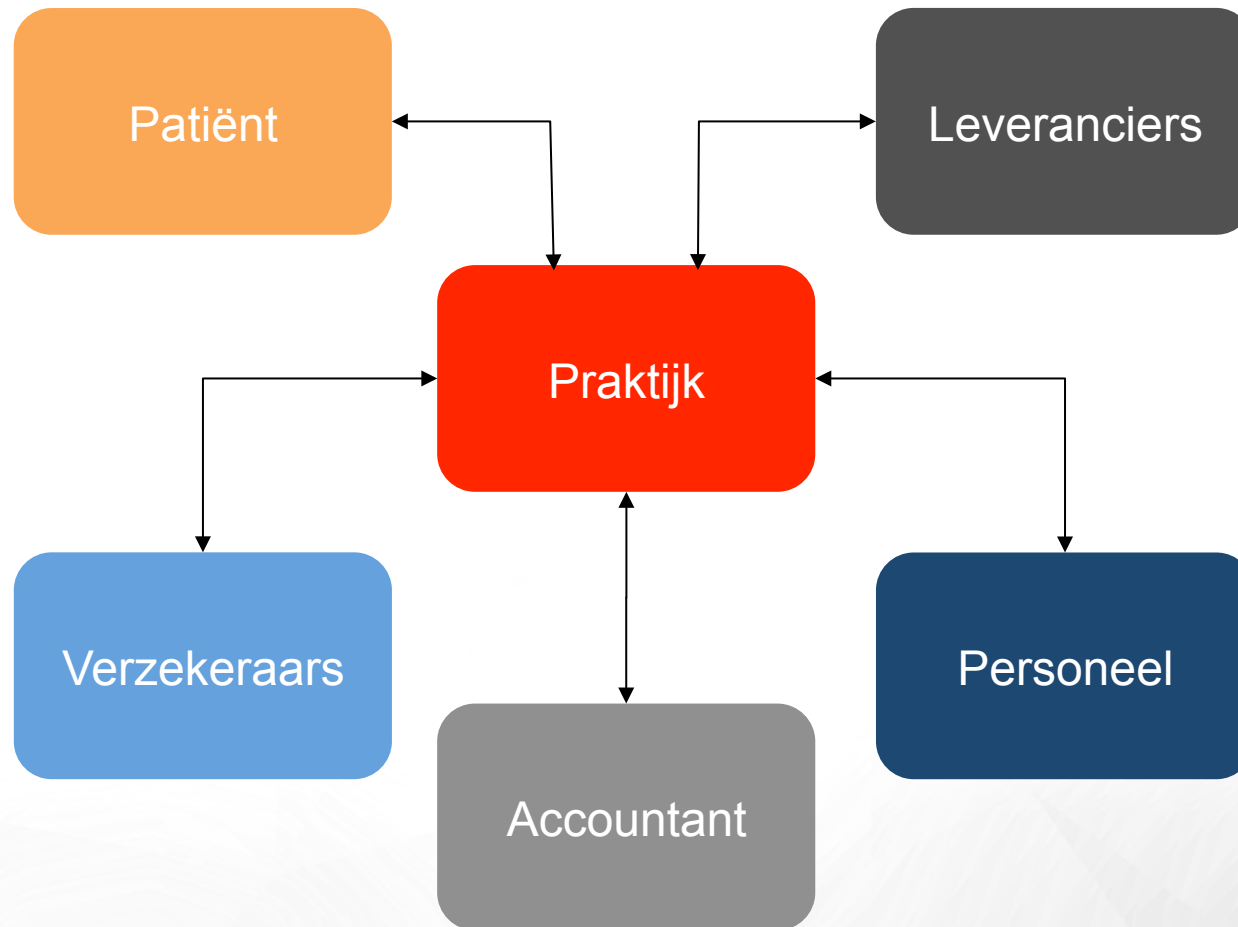 Patiënt
Leveranciers
Praktijk
Verzekeraars
Personeel
Accountant